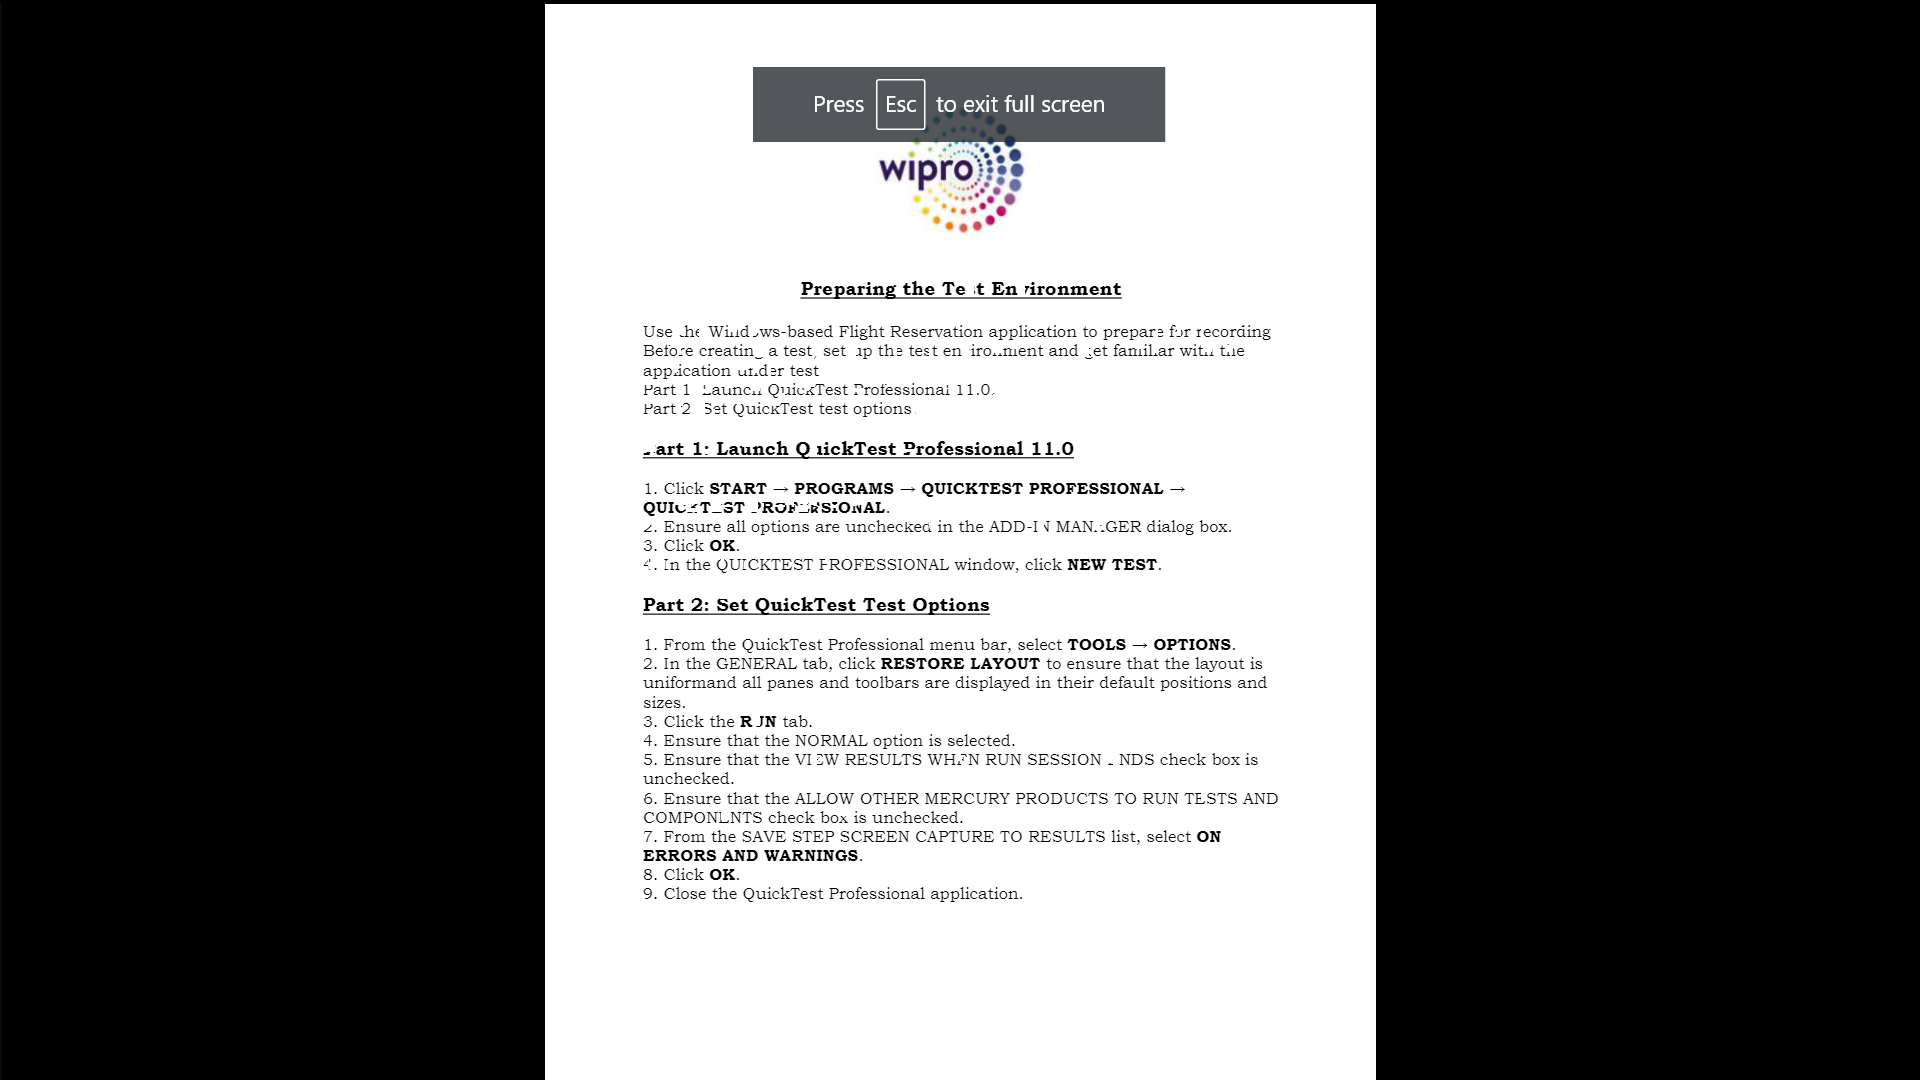 Press Esc to exit full screen
wipro
Preparing the Test Environment
Use the Windows-based Flight Reservation application to prepare for recording
Before creating a test, set up the test environment and get familiar with the
application under test
Part 1 Launch QuickTest Professional 11.0.
Part 2 Set QuickTest test options
Part 1: Launch QuickTest Professional 11.0
1. Click START → PROGRAMS → QUICKTEST PROFESSIONAL →
QUICKTEST PROFESSIONAL.
2. Ensure all options are unchecked in the ADD-IN MANAGER dialog box.
3. Click OK.
4. In the QUICKTEST PROFESSIONAL window, click NEW TEST.
Part 2: Set QuickTest Test Options
1. From the QuickTest Professional menu bar, select TOOLS → OPTIONS.
2. In the GENERAL tab, click RESTORE LAYOUT to ensure that the layout is
uniformand all panes and toolbars are displayed in their default positions and
sizes.
3. Click the RUN tab.
4. Ensure that the NORMAL option is selected.
5. Ensure that the VIEW RESULTS WHEN RUN SESSION ENDS check box is
unchecked.
6. Ensure that the ALLOW OTHER MERCURY PRODUCTS TO RUN TESTS AND
COMPONENTS check box is unchecked.
7. From the SAVE STEP SCREEN CAPTURE TO RESULTS list, select ON
ERRORS AND WARNINGS.
8. Click OK.
9. Close the QuickTest Professional application.